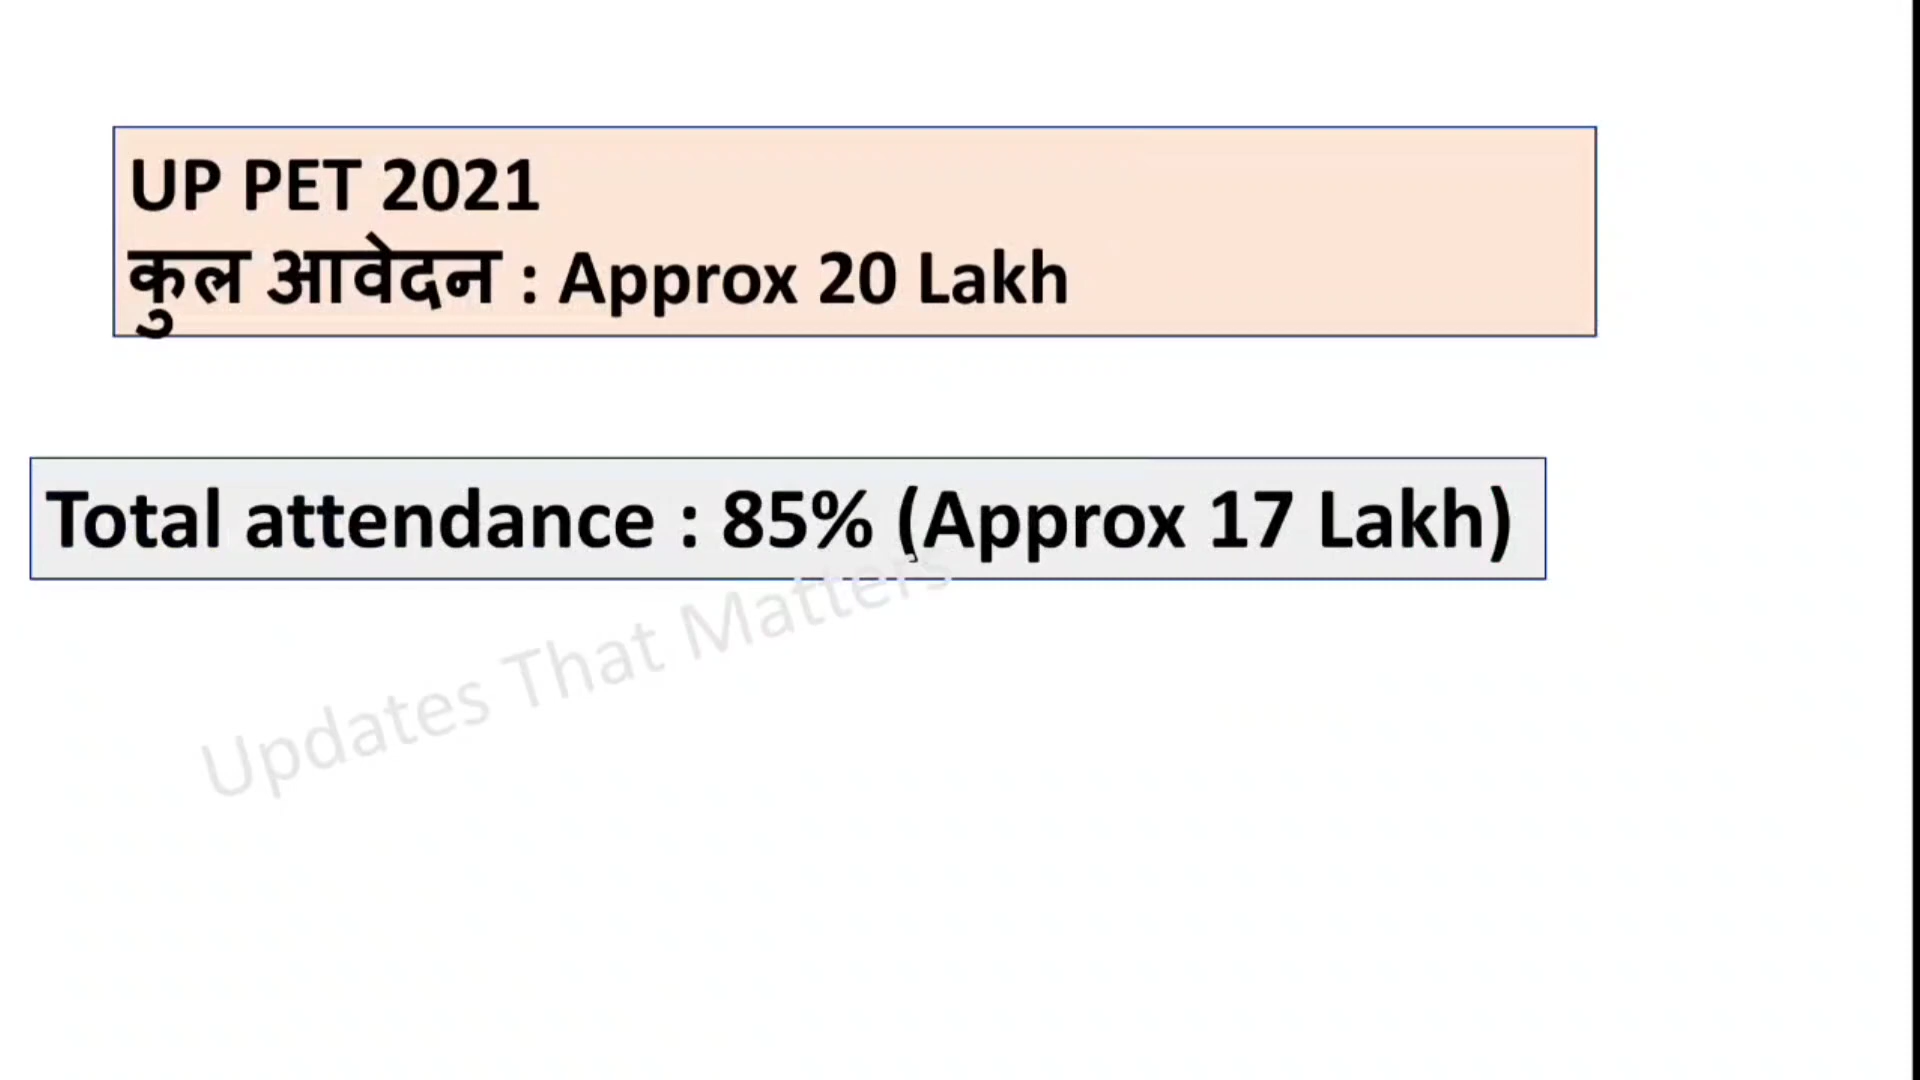 UP PET 2021
कुल आवेदन : Approx 20 Lakh
Total attendance : 85% (Approx 17 Lakh)
Updates That Matters